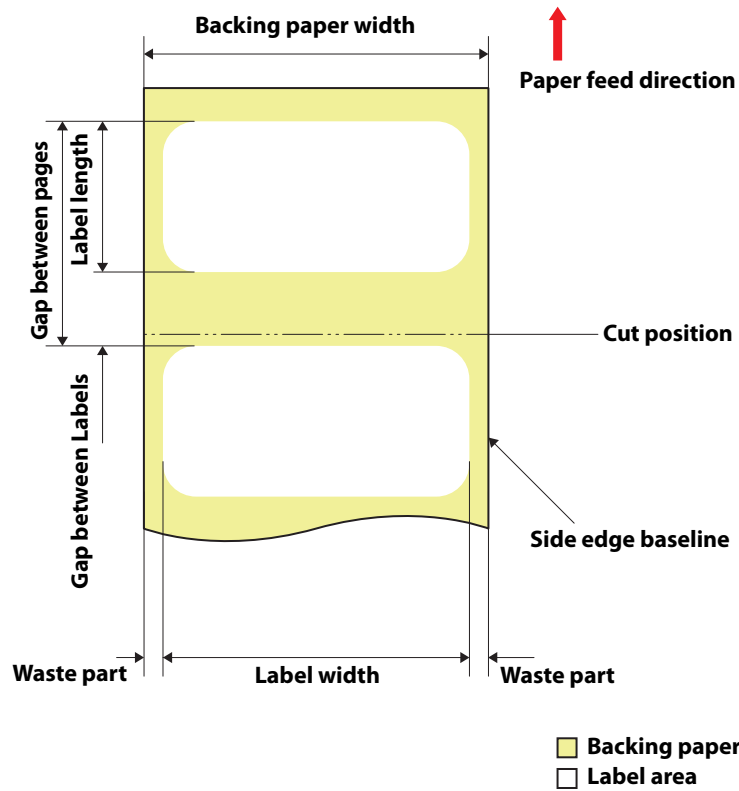 Backing paper width
Paper feed direction
Gap between pages
Label length
Cut position
Gap between Labels
Side edge baseline
Waste part
Label width
Waste part
Backing paper
Label area